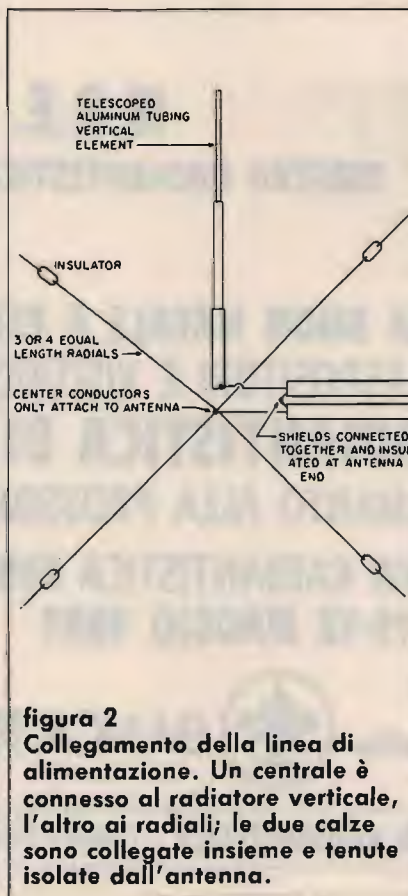 TELESCOPED
ALUMINUM TUBING
VERTICAL
ELEMENT
INSULATOR
3 OR 4 EQUAL
LENGTH RADIALS
CENTER CONDUCTORS
ONLY ATTACH TO ANTENNA
SHIELDS CONNECTED
TOGETHER AND INSUL
ATED AT ANTENNA
END
figura 2
Collegamento della linea di
alimentazione. Un centrale è
connesso al radiatore verticale,
l'altro ai radiali; le due calze
sono collegate insieme e tenute
isolate dall'antenna.